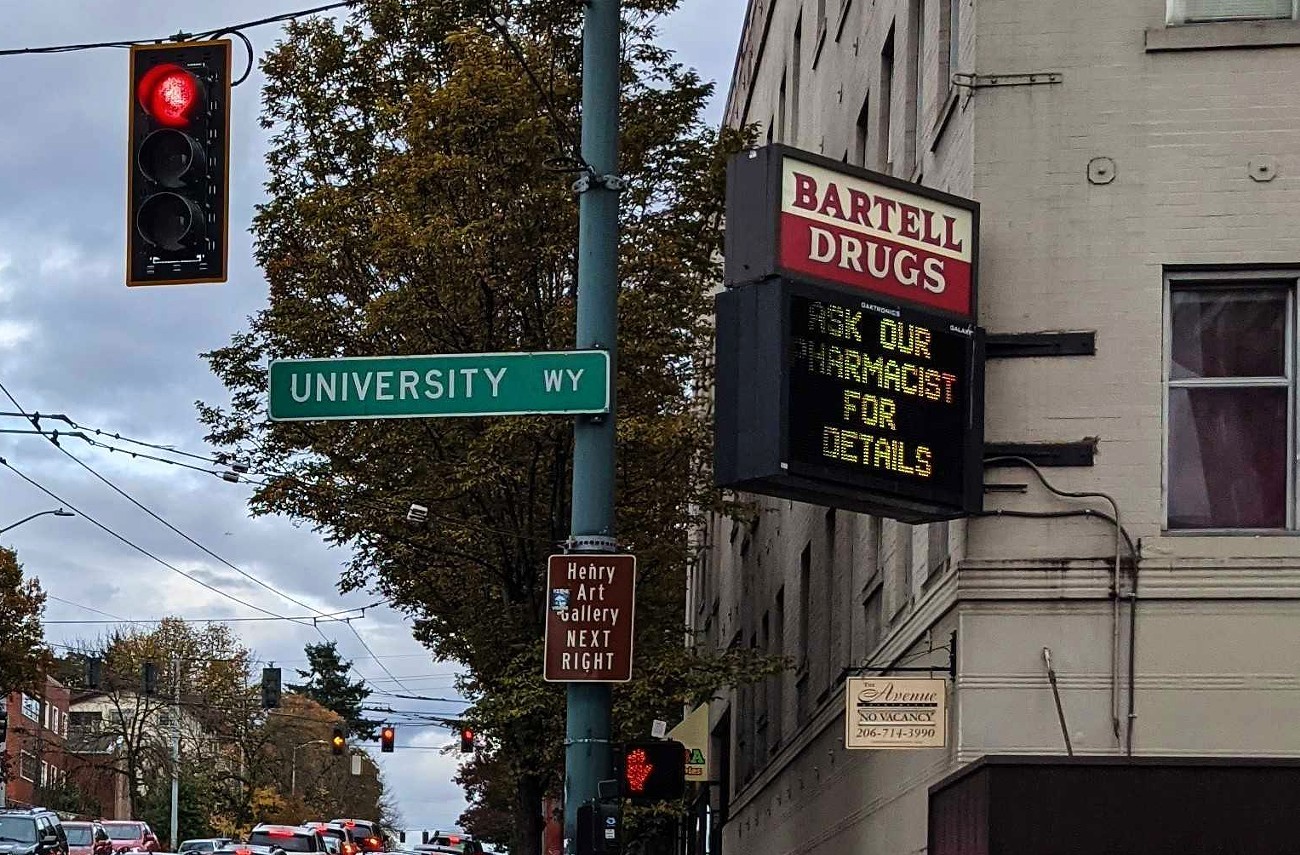 BARTELL
DRUGS
DAKTRONICS
GALAXY
ASK OUR
PHARMACIST
FOR
DETAILS
UNIVERSITY WY
Henry
Art
Gallery
NEXT
RIGHT
THE
Avenue
NO VACANCY
206-714-3990